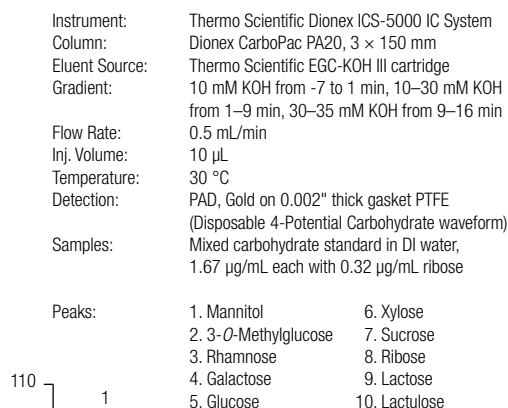 Instrument: Thermo Scientific Dionex ICS-5000 IC System
Column: Dionex CarboPac PA20, 3 × 150 mm
Eluent Source: Thermo Scientific EGC-KOH III cartridge
Gradient: 10 mM KOH from -7 to 1 min, 10–30 mM KOH
from 1–9 min, 30–35 mM KOH from 9–16 min
Flow Rate: 0.5 mL/min
Inj. Volume: 10 µL
Temperature: 30 °C
Detection: PAD, Gold on 0.002" thick gasket PTFE
(Disposable 4-Potential Carbohydrate waveform)
Samples: Mixed carbohydrate standard in DI water,
1.67 µg/mL each with 0.32 µg/mL ribose
Peaks: 1. Mannitol 6. Xylose
2. 3-O-Methylglucose 7. Sucrose
3. Rhamnose 8. Ribose
4. Galactose 9. Lactose
5. Glucose 10. Lactulose
110
1